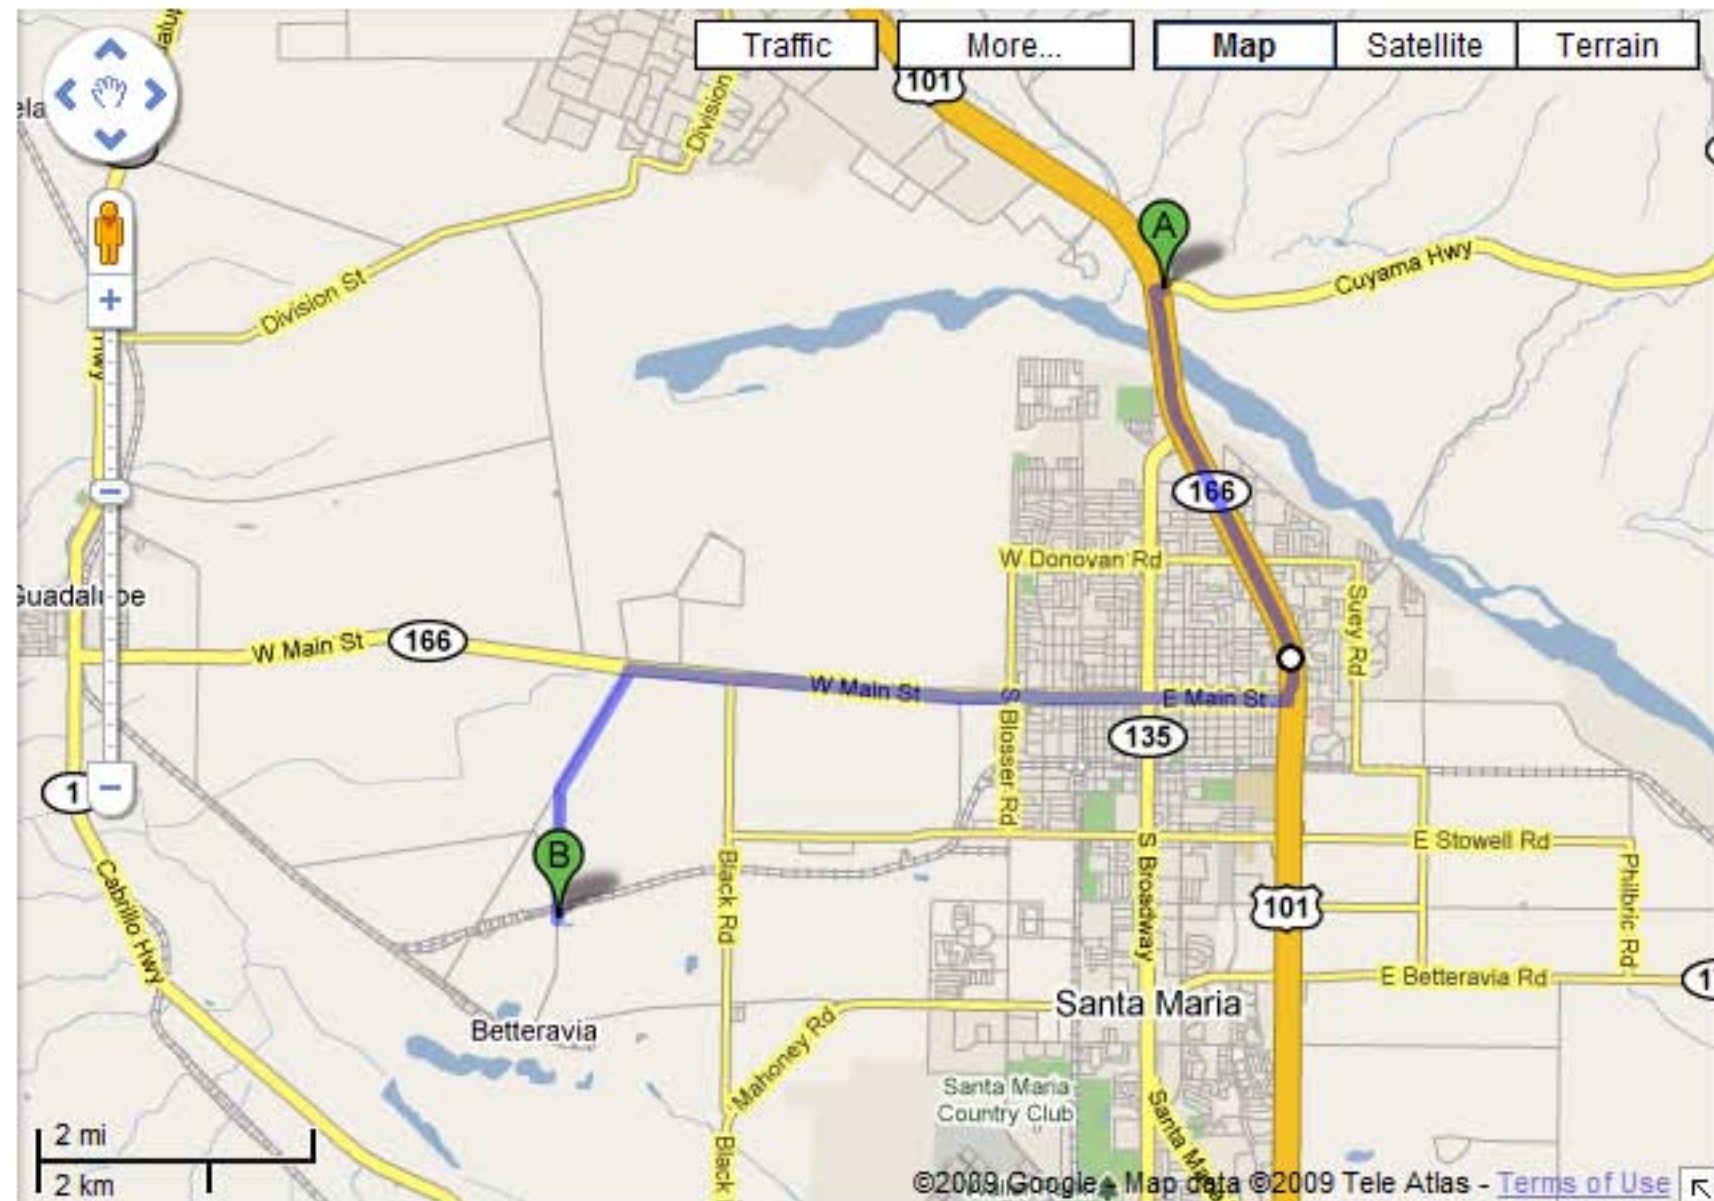 Traffic
More...
Map
Satellite
Terrain
101
Division
A
Cuyama Hwy
Division St
Hwy
166
W Donovan Rd
Suey Rd
Guadalupe
W Main St
166
W Main St
E Main St
S Blosser Rd
135
1
B
Black Rd
S Broadway
E Stowell Rd
Philbric Rd
101
Cabrillo Hwy
E Betteravia Rd
Santa Maria
Betteravia
Mahoney Rd
Santa Maria
Country Club
Black
Santa Ma
2 mi
2 km
©2009 Google - Map data ©2009 Tele Atlas - Terms of Use